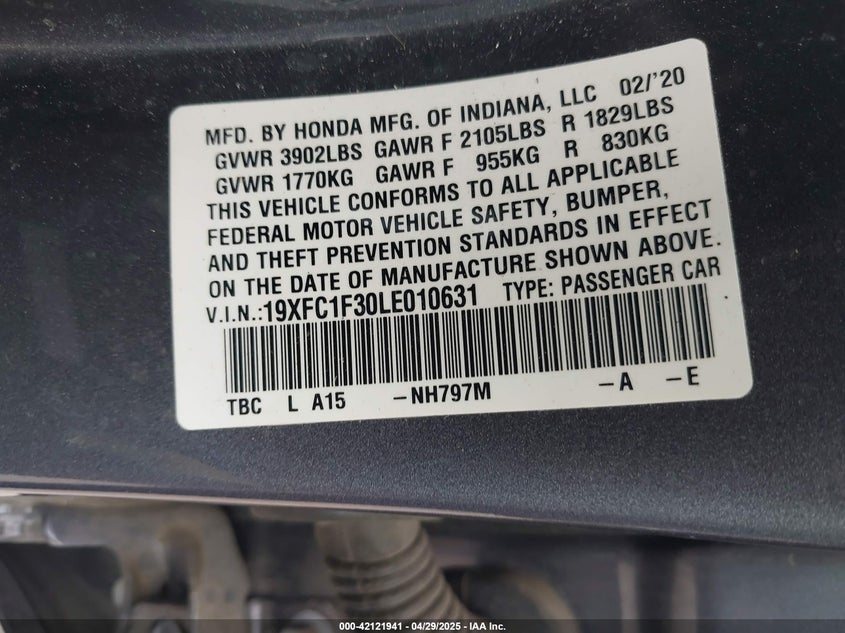 MFD. BY HONDA MFG. OF INDIANA, LLC 02/'20
GVWR 3902LBS GAWR F 2105LBS R 1829LBS
GVWR 1770KG GAWR F 955KG R 830KG
THIS VEHICLE CONFORMS TO ALL APPLICABLE
FEDERAL MOTOR VEHICLE SAFETY, BUMPER,
AND THEFT PREVENTION STANDARDS IN EFFECT
ON THE DATE OF MANUFACTURE SHOWN ABOVE.
V.I.N.:19XFC1F30LE010631 TYPE: PASSENGER CAR
TBC L A15 –NH797M –A –E
000-42121941 / 04/29/2025 - IAA Inc.